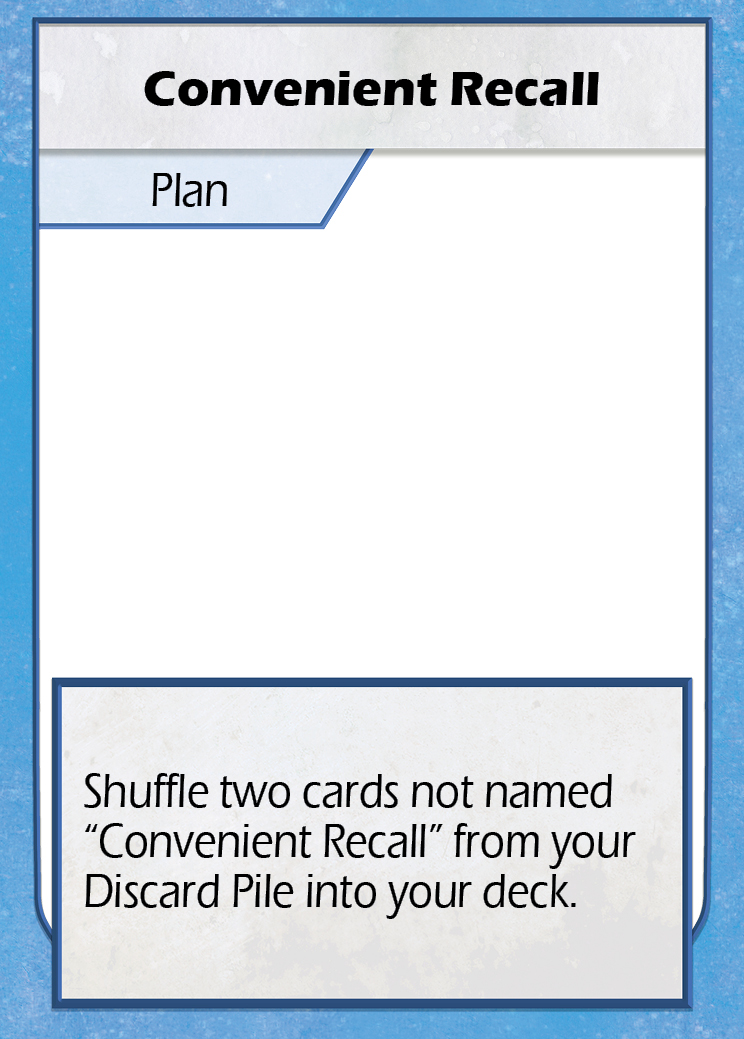 Convenient Recall
Plan
Shuffle two cards not named
“Convenient Recall” from your
Discard Pile into your deck.